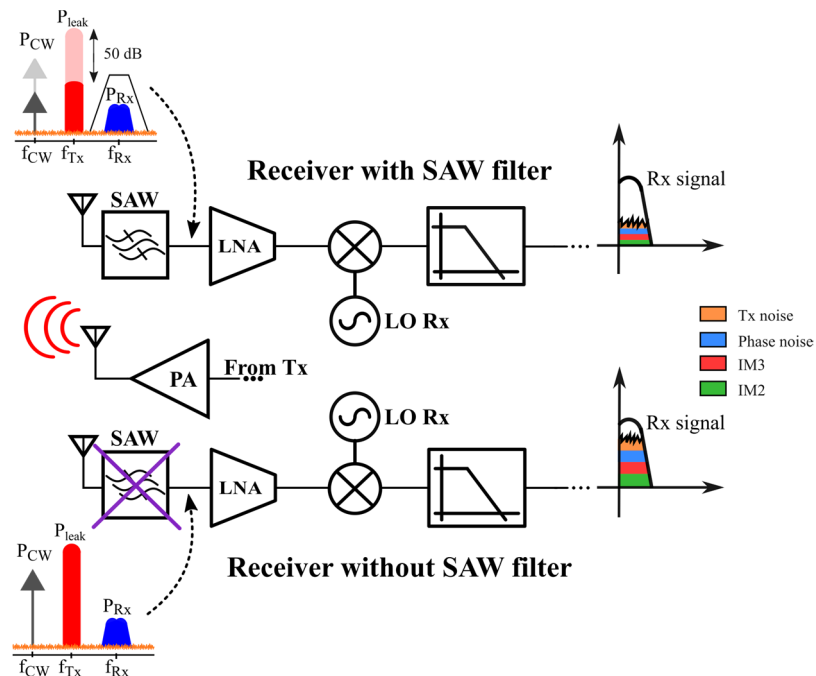 P_leak
P_CW
50 dB
P_Rx
f_CW f_Tx f_Rx
Receiver with SAW filter
Rx signal
SAW
LNA
LO Rx
...
Tx noise
Phase noise
IM3
IM2
PA
From Tx
...
LO Rx
SAW
Rx signal
LNA
...
P_leak
P_CW
P_Rx
Receiver without SAW filter
f_CW f_Tx f_Rx